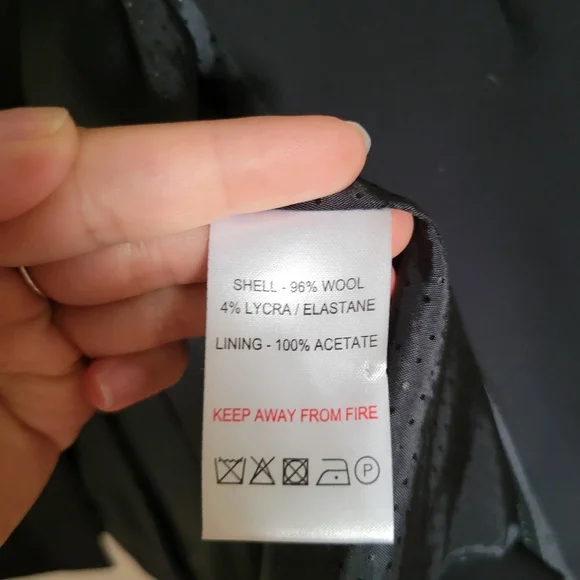 SHELL - 96% WOOL
4% LYCRA / ELASTANE
LINING - 100% ACETATE
KEEP AWAY FROM FIRE
P